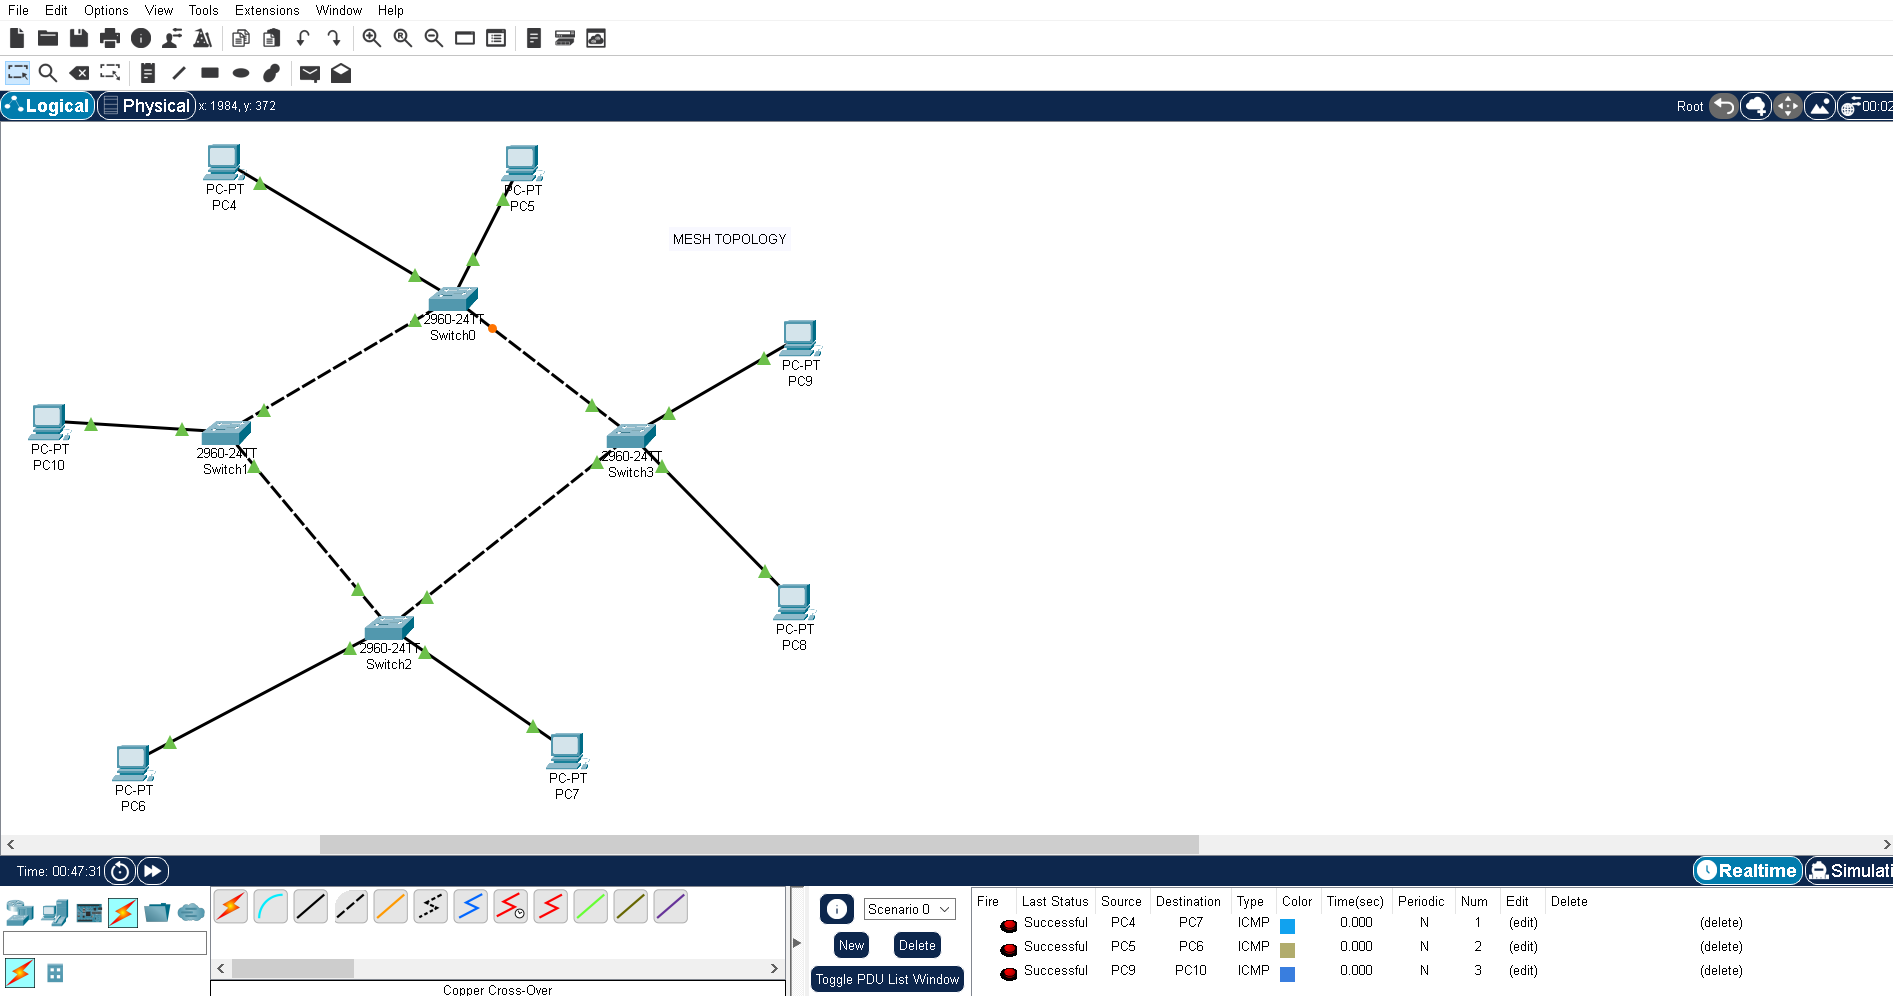 File Edit Options View Tools Extensions Window Help
Logical Physical x: 1984, y: 372 Root 00:02
PC-PT
PC4
PC-PT
PC5
MESH TOPOLOGY
2960-24TT
Switch0
PC-PT
PC9
PC-PT
PC10
2960-24TT
Switch1
2960-24TT
Switch3
PC-PT
PC8
2960-24TT
Switch2
PC-PT
PC6
PC-PT
PC7
Time: 00:47:31 Realtime Simulati
Scenario 0
New Delete
Toggle PDU List Window
Copper Cross-Over
Fire Last Status Source Destination Type Color Time(sec) Periodic Num Edit Delete
Successful PC4 PC7 ICMP 0.000 N 1 (edit) (delete)
Successful PC5 PC6 ICMP 0.000 N 2 (edit) (delete)
Successful PC9 PC10 ICMP 0.000 N 3 (edit) (delete)